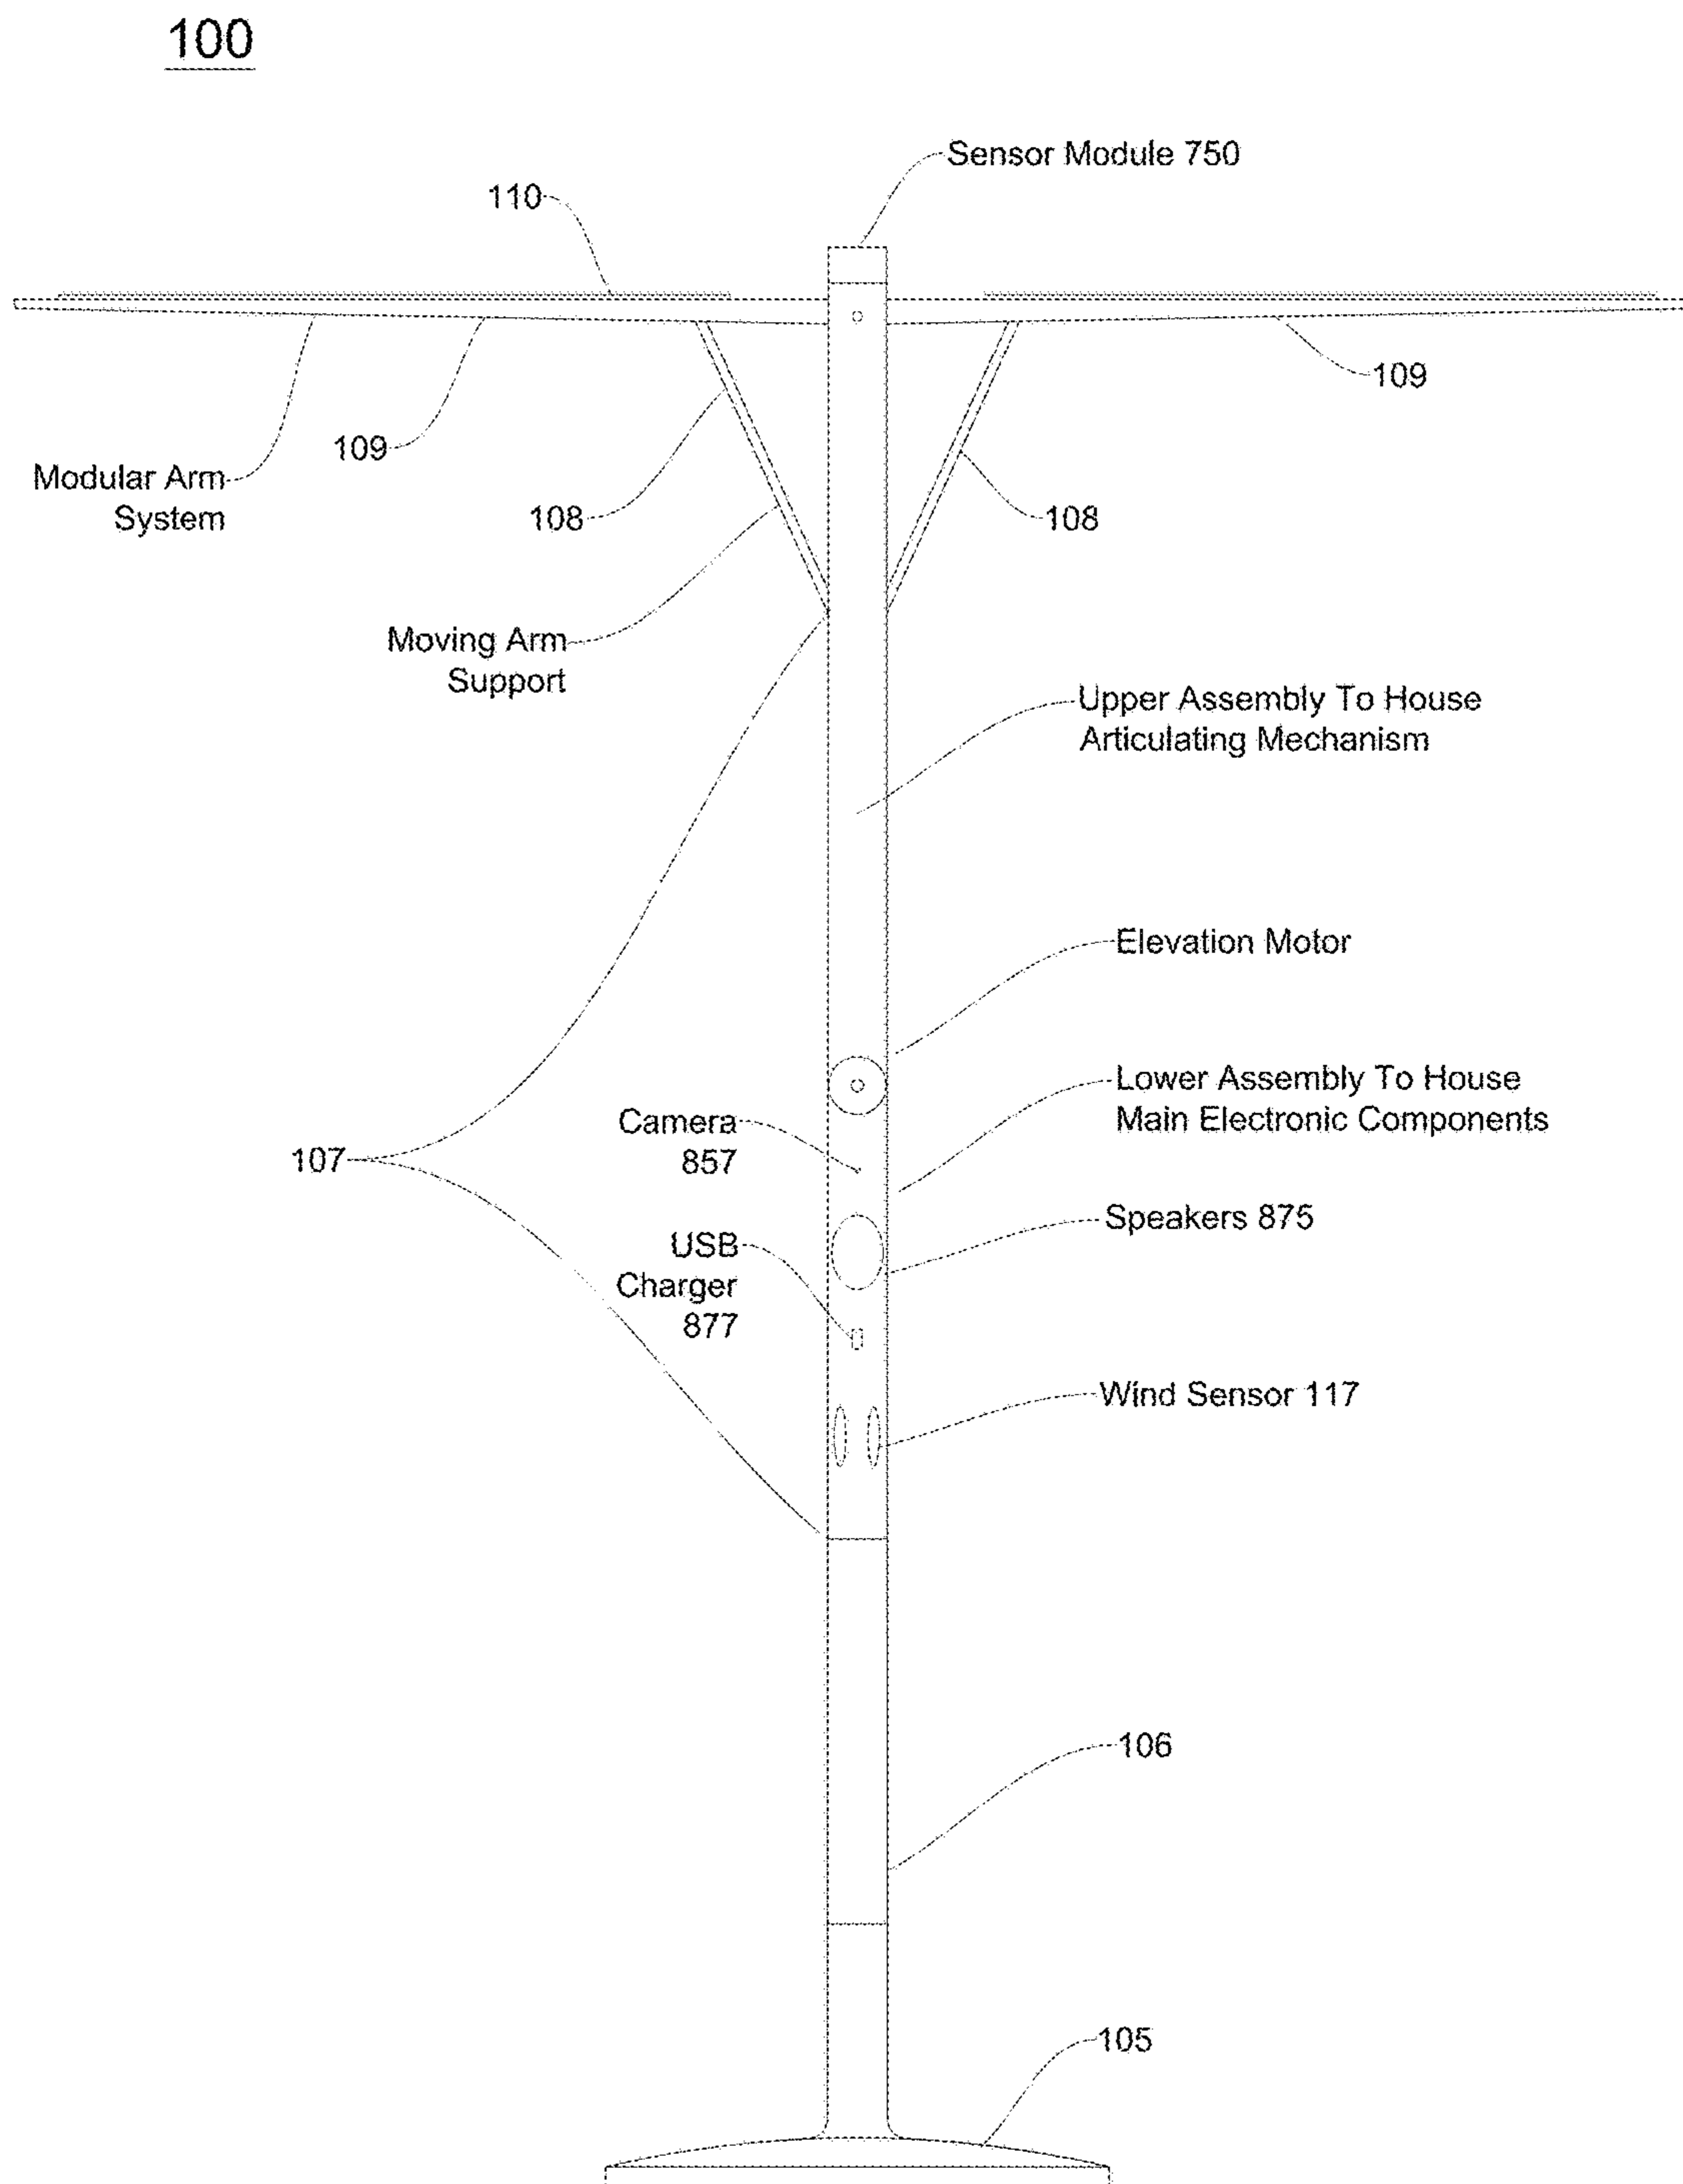 100
Sensor Module 750
110
109
109
Modular Arm
System
108
108
Moving Arm
Support
Upper Assembly To House
Articulating Mechanism
Elevation Motor
Lower Assembly To House
Main Electronic Components
Camera
857
107
Speakers 875
USB
Charger
877
Wind Sensor 117
106
105